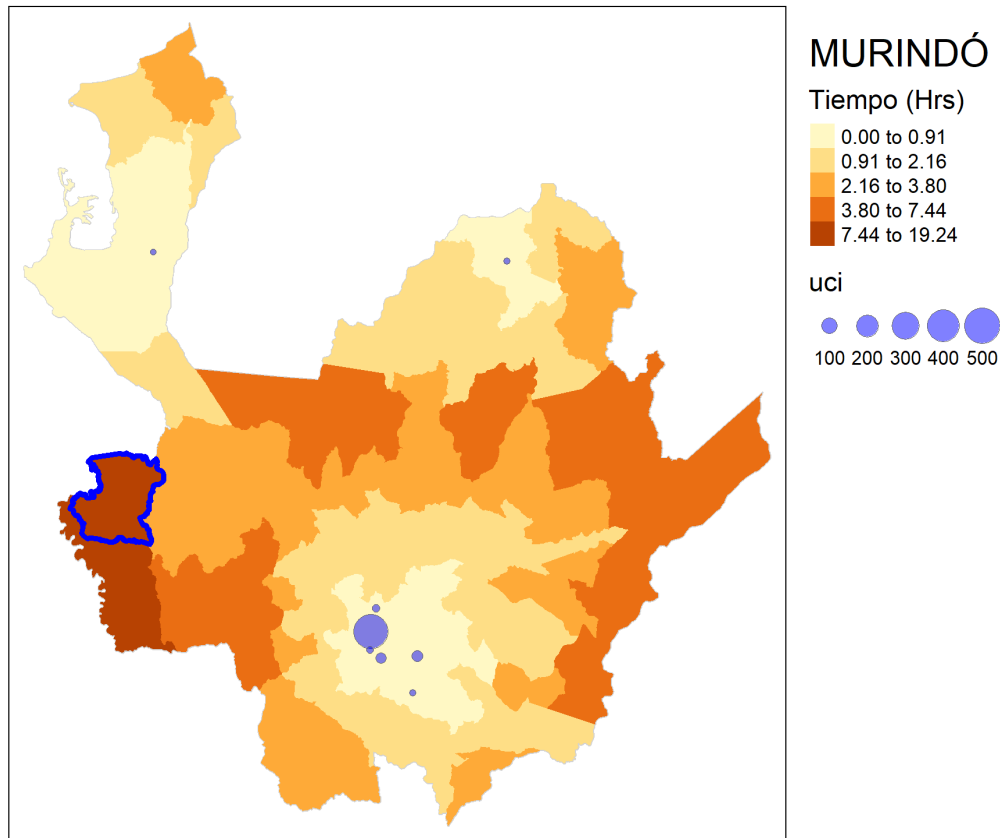 MURINDÓ
Tiempo (Hrs)
0.00 to 0.91
0.91 to 2.16
2.16 to 3.80
3.80 to 7.44
7.44 to 19.24
uci
100 200 300 400 500